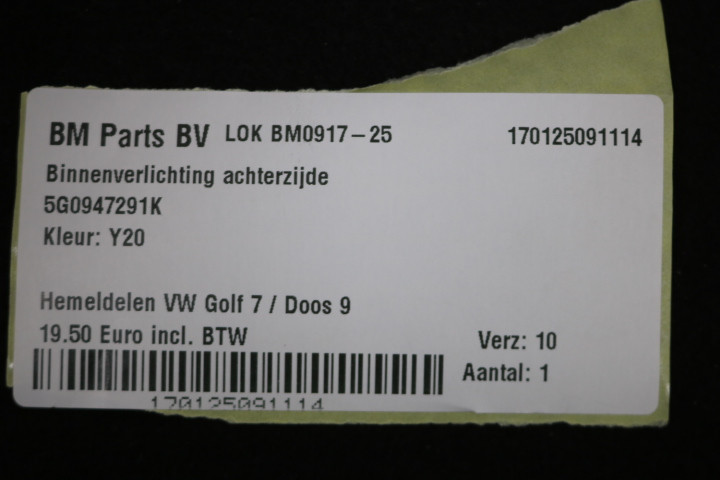 BM Parts BV LOK BM0917-25 170125091114
Binnenverlichting achterzijde
5G0947291K
Kleur: Y20
Hemeldelen VW Golf 7 / Doos 9
19.50 Euro incl. BTW
Verz: 10
Aantal: 1
170125091114